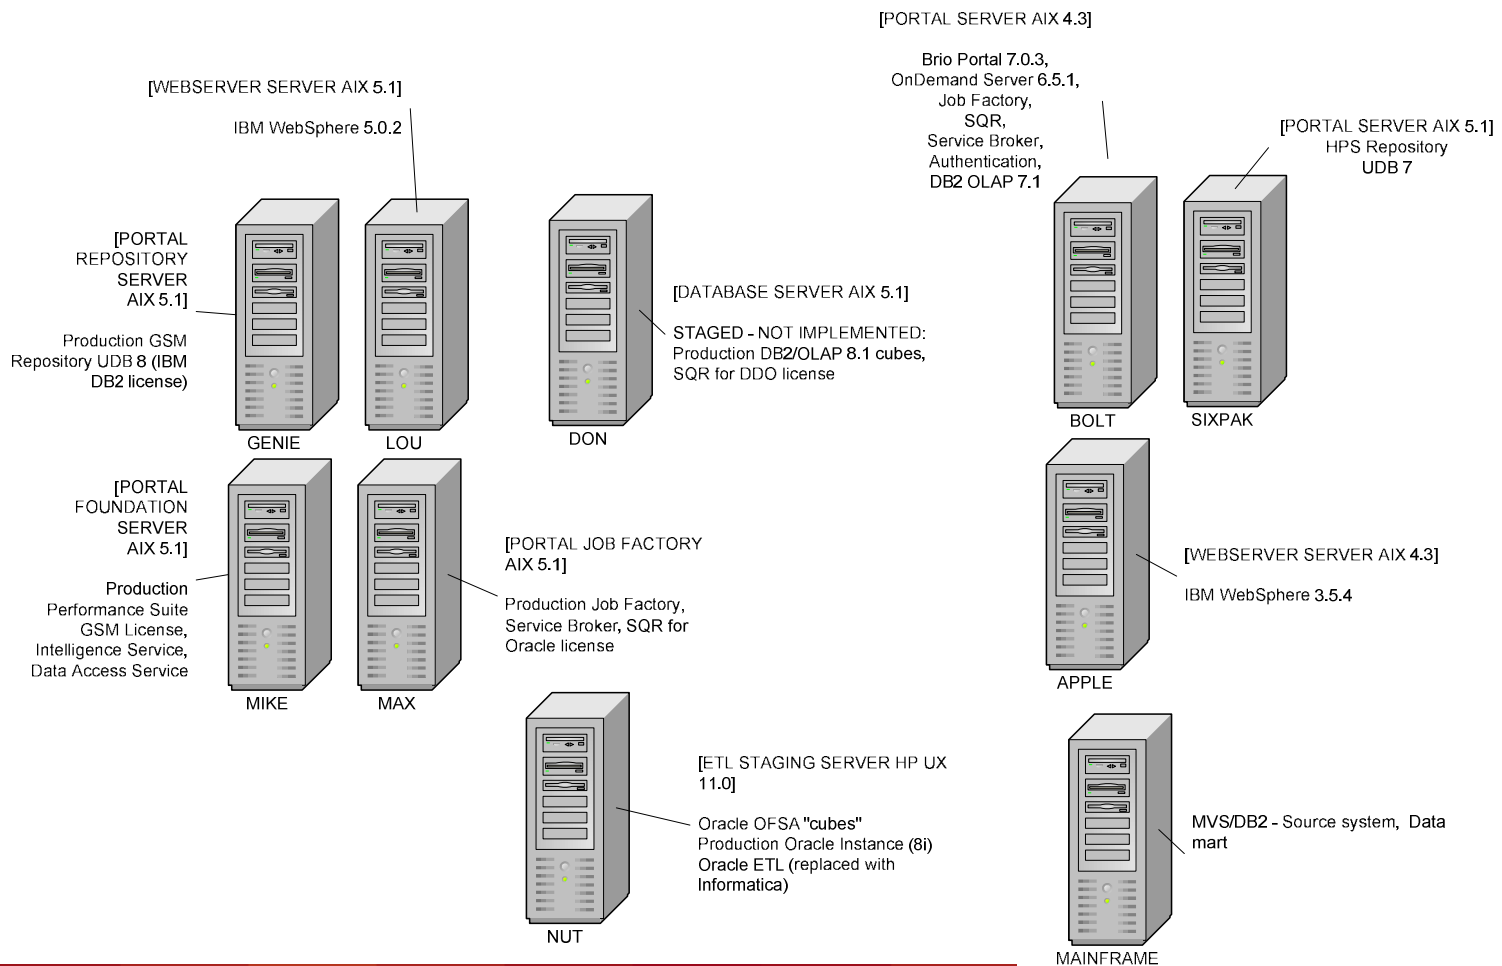 [PORTAL SERVER AIX 4.3]
Brio Portal 7.0.3,
OnDemand Server 6.5.1,
Job Factory,
SQR,
Service Broker,
Authentication,
DB2 OLAP 7.1
[WEBSERVER SERVER AIX 5.1]
IBM WebSphere 5.0.2
[PORTAL SERVER AIX 5.1]
HPS Repository
UDB 7
[PORTAL
REPOSITORY
SERVER
AIX 5.1]
Production GSM
Repository UDB 8 (IBM
DB2 license)
[DATABASE SERVER AIX 5.1]
STAGED - NOT IMPLEMENTED:
Production DB2/OLAP 8.1 cubes,
SQR for DDO license
GENIE
LOU
DON
BOLT
SIXPAK
[PORTAL
FOUNDATION
SERVER
AIX 5.1]
Production
Performance Suite
GSM License,
Intelligence Service,
Data Access Service
[PORTAL JOB FACTORY
AIX 5.1]
Production Job Factory,
Service Broker, SQR for
Oracle license
[WEBSERVER SERVER AIX 4.3]
IBM WebSphere 3.5.4
MIKE
MAX
APPLE
[ETL STAGING SERVER HP UX
11.0]
Oracle OFSA "cubes"
Production Oracle Instance (8i)
Oracle ETL (replaced with
Informatica)
MVS/DB2 - Source system, Data
mart
NUT
MAINFRAME